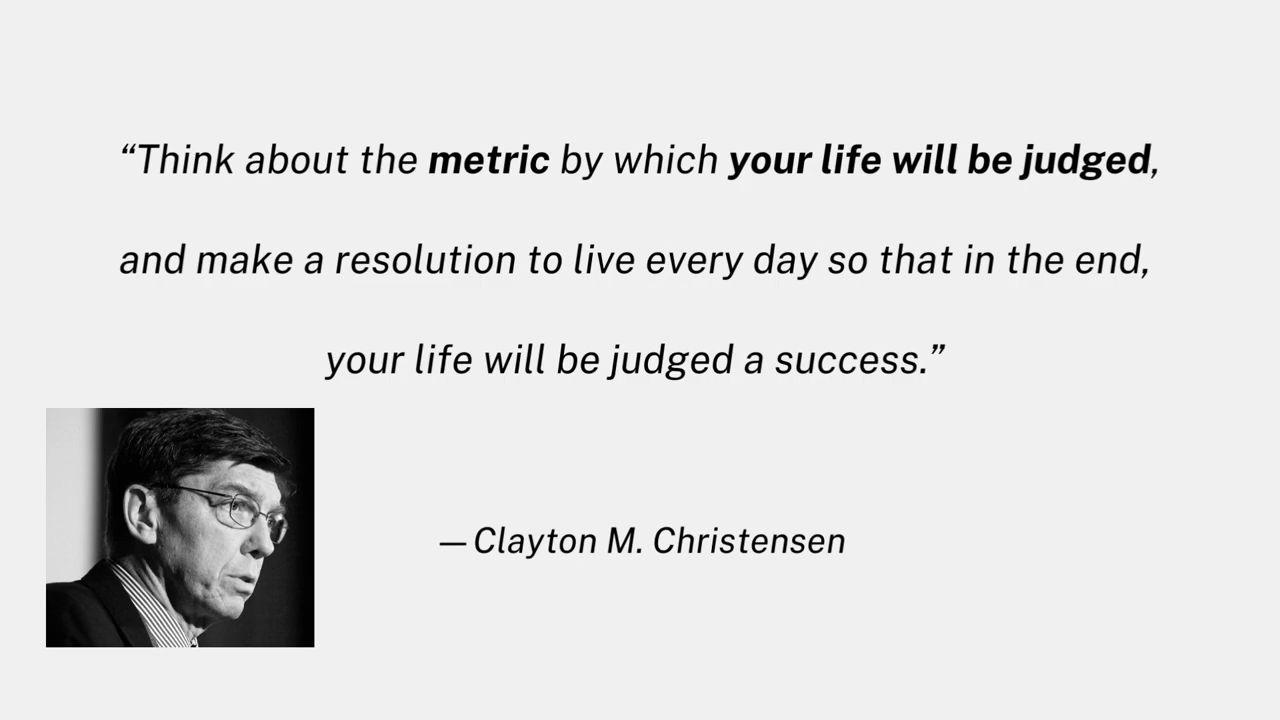 “Think about the metric by which your life will be judged,
and make a resolution to live every day so that in the end,
your life will be judged a success.”
— Clayton M. Christensen